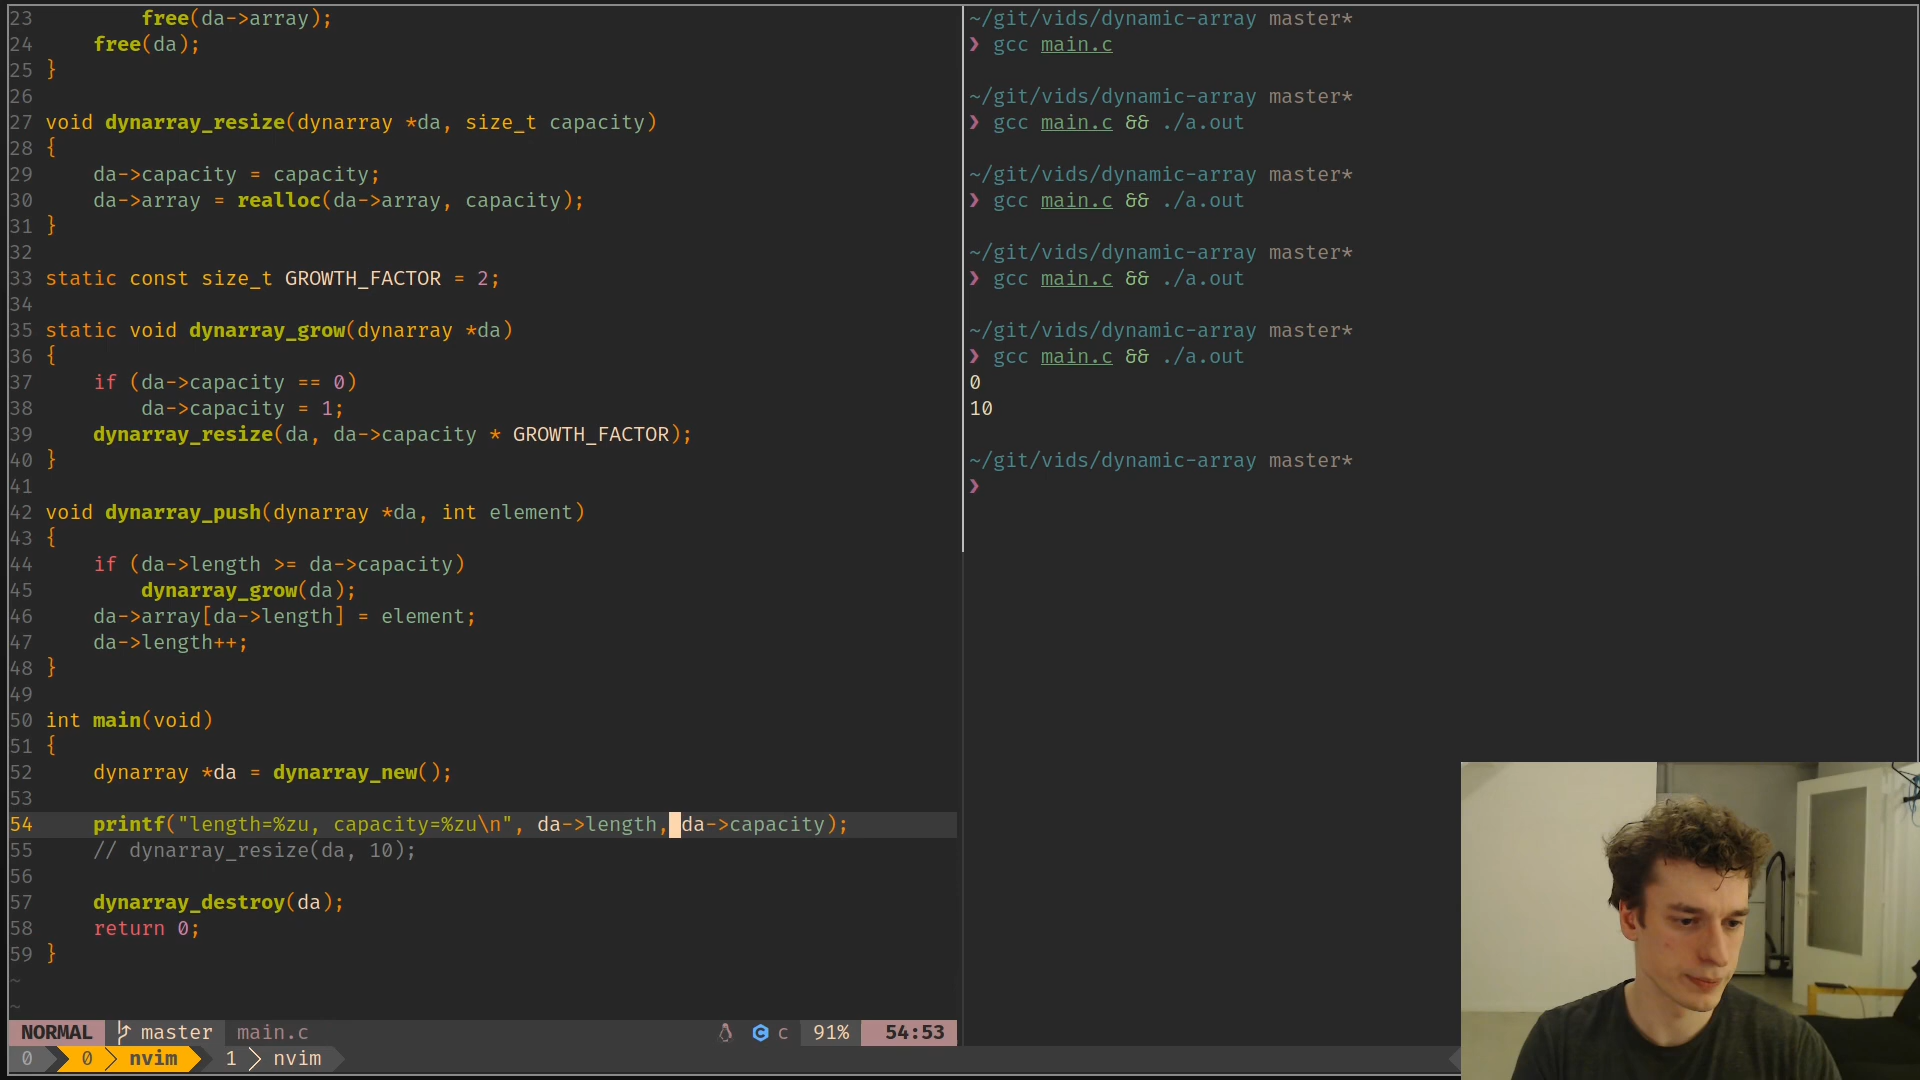 23         free(da->array);
24     free(da);
25 }
26
27 void dynarray_resize(dynarray *da, size_t capacity)
28 {
29     da->capacity = capacity;
30     da->array = realloc(da->array, capacity);
31 }
32
33 static const size_t GROWTH_FACTOR = 2;
34
35 static void dynarray_grow(dynarray *da)
36 {
37     if (da->capacity == 0)
38         da->capacity = 1;
39     dynarray_resize(da, da->capacity * GROWTH_FACTOR);
40 }
41
42 void dynarray_push(dynarray *da, int element)
43 {
44     if (da->length >= da->capacity)
45         dynarray_grow(da);
46     da->array[da->length] = element;
47     da->length++;
48 }
49
50 int main(void)
51 {
52     dynarray *da = dynarray_new();
53
54     printf("length=%zu, capacity=%zu\n", da->length, da->capacity);
55     // dynarray_resize(da, 10);
56
57     dynarray_destroy(da);
58     return 0;
59 }
~
~
NORMAL master main.c c 91% 54:53
0 0 nvim 1 nvim
~/git/vids/dynamic-array master*
❯ gcc main.c
~/git/vids/dynamic-array master*
❯ gcc main.c && ./a.out
~/git/vids/dynamic-array master*
❯ gcc main.c && ./a.out
~/git/vids/dynamic-array master*
❯ gcc main.c && ./a.out
~/git/vids/dynamic-array master*
❯ gcc main.c && ./a.out
0
10
~/git/vids/dynamic-array master*
❯